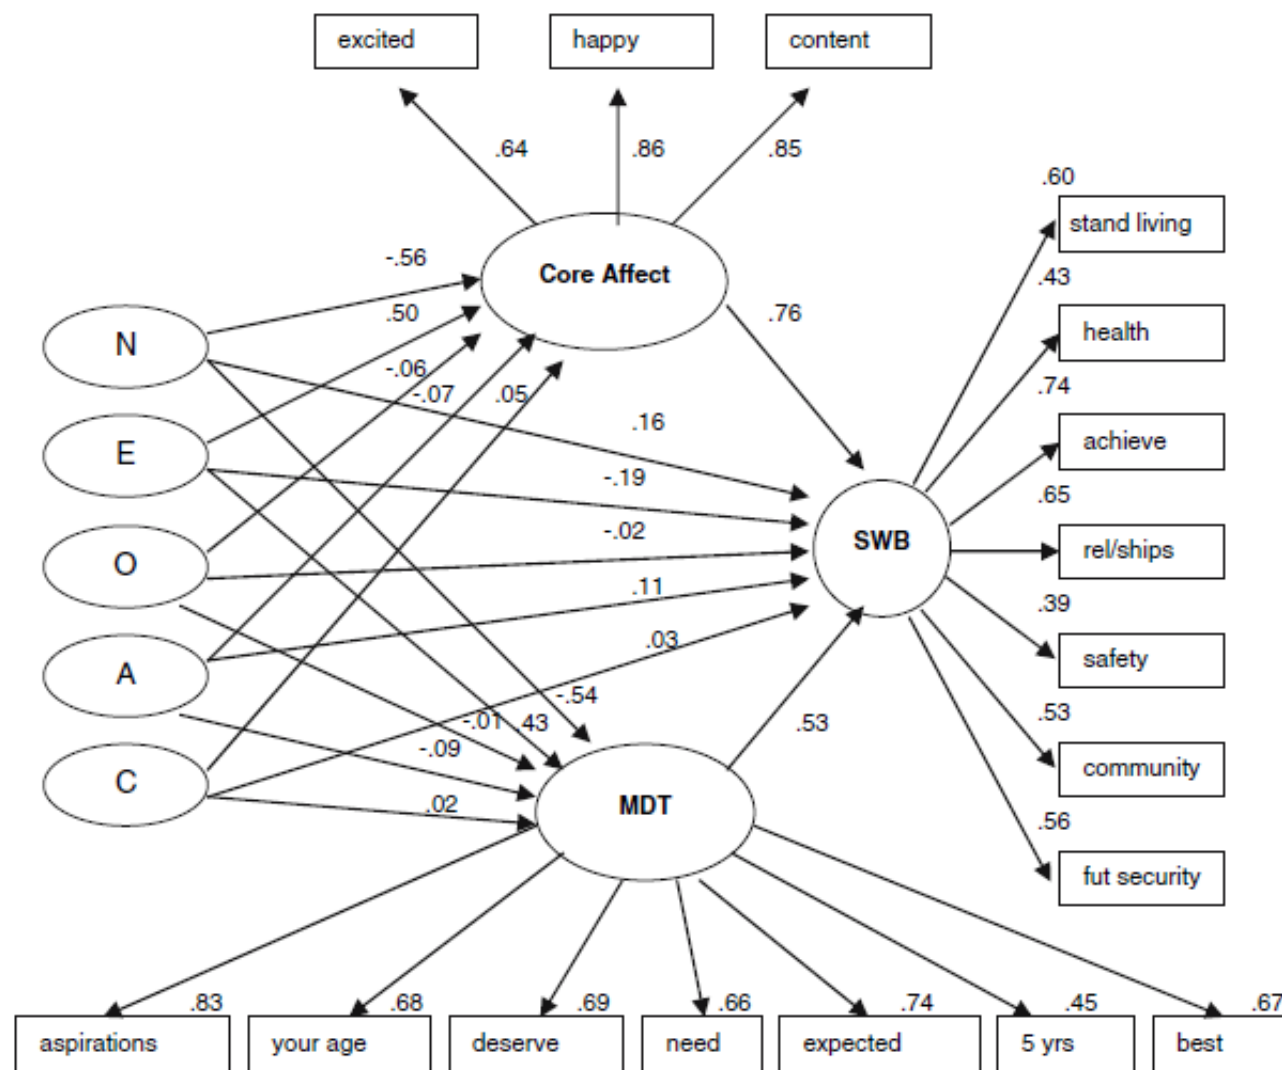 excited happy content
.64 .86 .85
.60
stand living
-.56
Core Affect
.43
.50
.76
N
health
-.06
-.07 .05
.74
.16
E
achieve
-.19
.65
-.02
SWB
rel/ships
O
.11
.39
.03
safety
A
-.54
-.01 .43
.53
.53
-.09
community
C
.02
MDT
.56
fut security
.83 .68 .69 .66 .74 .45 .67
aspirations your age deserve need expected 5 yrs best